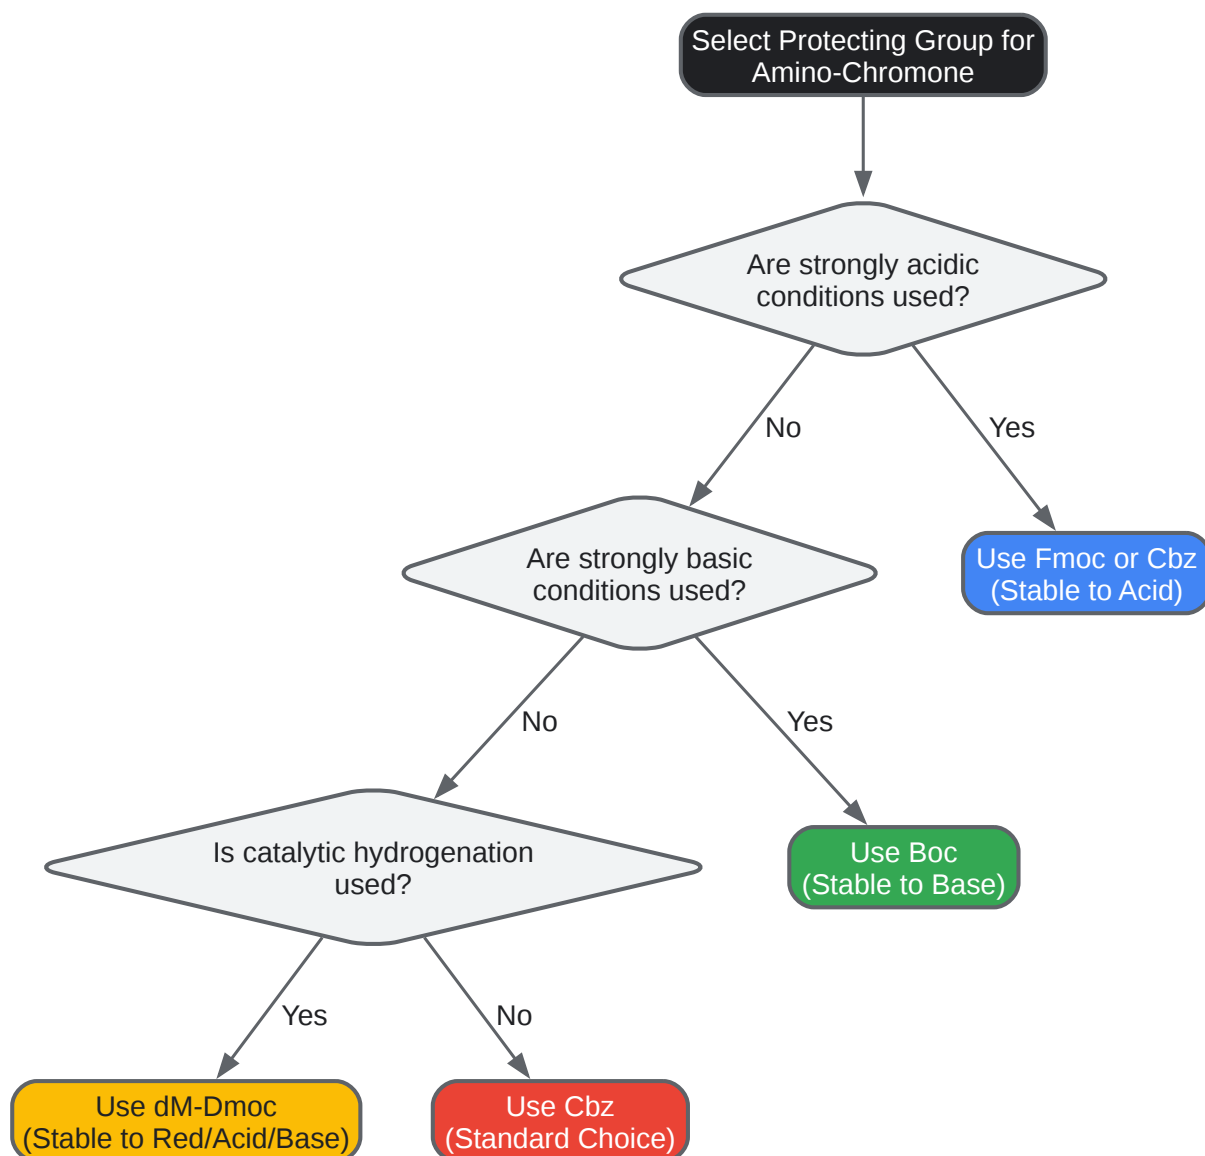 Select Protecting Group for
Amino-Chromone
Are strongly acidic
conditions used?
No
Yes
Are strongly basic
conditions used?
Use Fmoc or Cbz
(Stable to Acid)
No
Yes
Is catalytic hydrogenation
used?
Use Boc
(Stable to Base)
Yes
No
Use dM-Dmoc
(Stable to Red/Acid/Base)
Use Cbz
(Standard Choice)